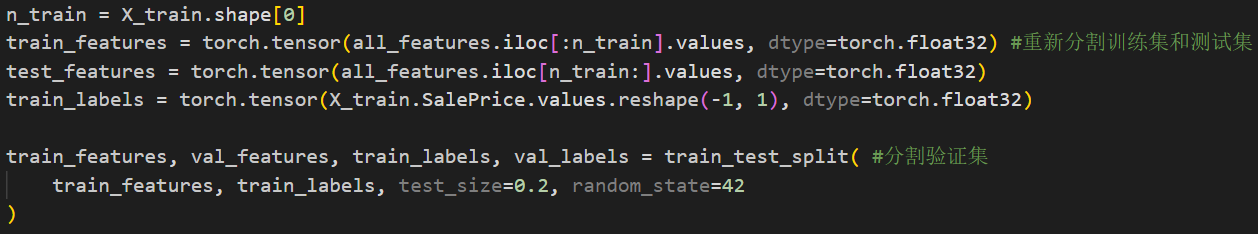 n_train = X_train.shape[0]
train_features = torch.tensor(all_features.iloc[:n_train].values, dtype=torch.float32) #重新分割训练集和测试集
test_features = torch.tensor(all_features.iloc[n_train:].values, dtype=torch.float32)
train_labels = torch.tensor(X_train.SalePrice.values.reshape(-1, 1), dtype=torch.float32)

train_features, val_features, train_labels, val_labels = train_test_split( #分割验证集
    train_features, train_labels, test_size=0.2, random_state=42
)